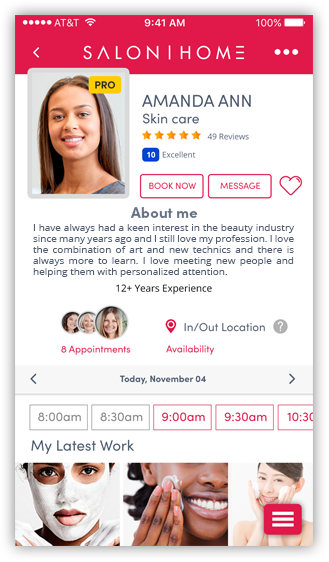 AT&T 9:41 AM 100%
SALON|HOME
PRO
AMANDA ANN
Skin care
49 Reviews
10 Excellent
BOOK NOW MESSAGE
About me
I have always had a keen interest in the beauty industry
since many years ago and I still love my profession. I love
the combination of art and new technics and there is
always more to learn. I love meeting new people and
helping them with personalized attention.
12+ Years Experience
In/Out Location ?
8 Appointments Availability
Today, November 04
8:00am 8:30am 9:00am 9:30am 10:30
My Latest Work